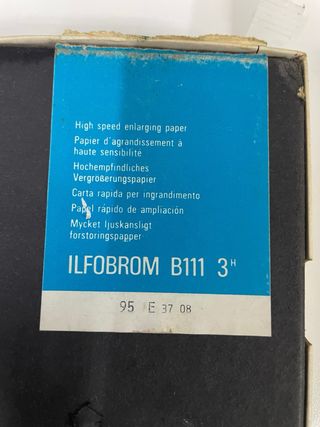 High speed enlarging paper
Papier d'agrandissement à
haute sensibilité
Hochempfindliches
Vergrößerungspapier
Carta rapida per ingrandimento
Papel rápido de ampliación
Mycket ljuskansligt
forstoringspapper
ILFOBROM B111 3H
95 E 37 08